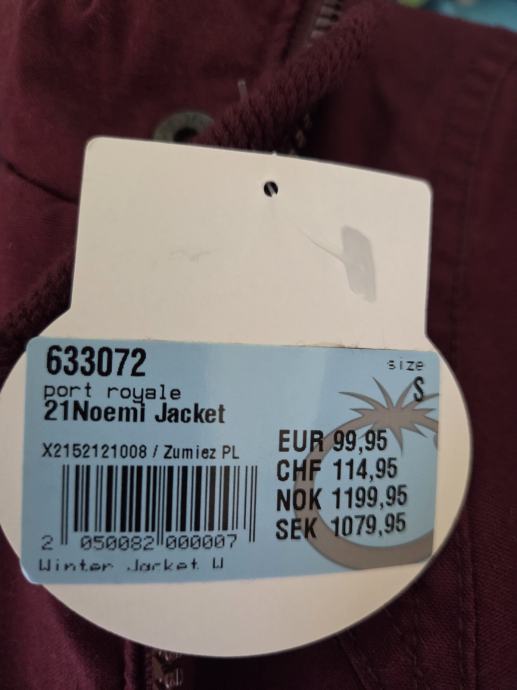 633072
size
port royale
S
21Noemi Jacket
EUR 99,95
X2152121008 / Zumiez PL
CHF 114,95
NOK 1199,95
SEK 1079,95
2 050082 000007
Winter Jacket W